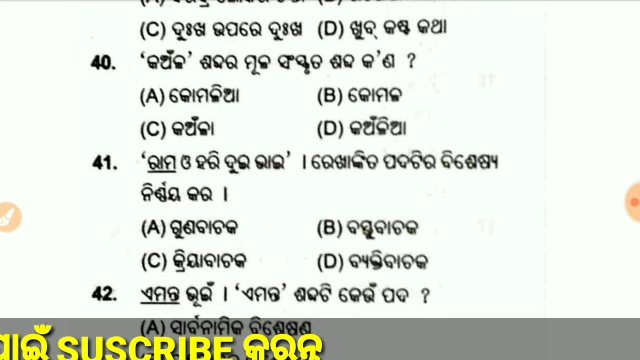 (C) ଦୁଃଖ ଉପରେ ଦୁଃଖ (D) ଖୁବ୍ କଷ୍ଟ କଥା
40. ‘କଅଁଳ’ ଶବ୍ଦର ମୂଳ ସଂସ୍କୃତ ଶବ୍ଦ କ’ଣ ?
(A) କୋମଳିଆ (B) କୋମଳ
(C) କଅଁଳା (D) କଅଁଳିଆ
41. ‘ରାମ ଓ ହରି ଦୁଇ ଭାଇ’ । ରେଖାଙ୍କିତ ପଦଟିର ବିଶେଷ୍ୟ
ନିର୍ଣ୍ଣୟ କର ।
(A) ଗୁଣବାଚକ (B) ବସ୍ତୁବାଚକ
(C) କ୍ରିୟାବାଚକ (D) ବ୍ୟକ୍ତିବାଚକ
42. ଏମନ୍ତ ଭୂଇଁ । ‘ଏମନ୍ତ’ ଶବ୍ଦଟି କେଉଁ ପଦ ?
(A) ସାର୍ବନାମିକ ବିଶେଷଣ
ପାଇଁ SUSCRIBE କରନ୍ତୁ